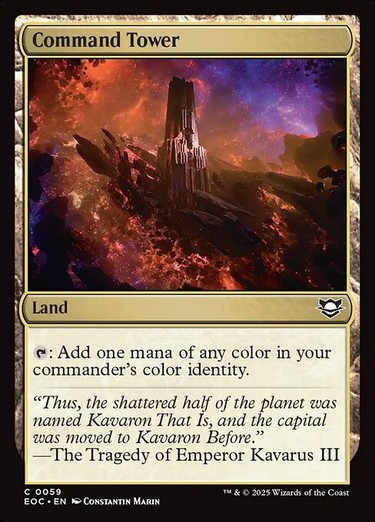 Command Tower
Land
: Add one mana of any color in your
commander's color identity.
“Thus, the shattered half of the planet was
named Kavaron That Is, and the capital
was moved to Kavaron Before.”
—The Tragedy of Emperor Kavarus III
C 0059
EOC • EN Constantin Marin
™ & © 2025 Wizards of the Coast